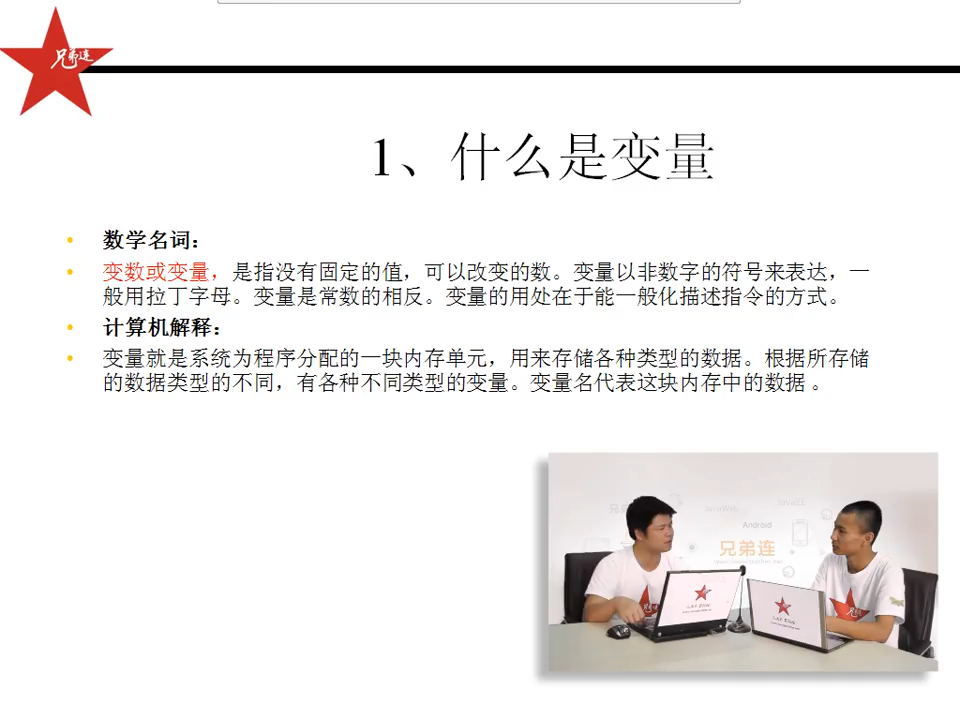 兄弟连
1、什么是变量
• 数学名词：
• 变数或变量，是指没有固定的值，可以改变的数。变量以非数字的符号来表达，一
般用拉丁字母。变量是常数的相反。变量的用处在于能一般化描述指令的方式。
• 计算机解释：
• 变量就是系统为程序分配的一块内存单元，用来存储各种类型的数据。根据所存储
的数据类型的不同，有各种不同类型的变量。变量名代表这块内存中的数据 。
Android
兄弟连